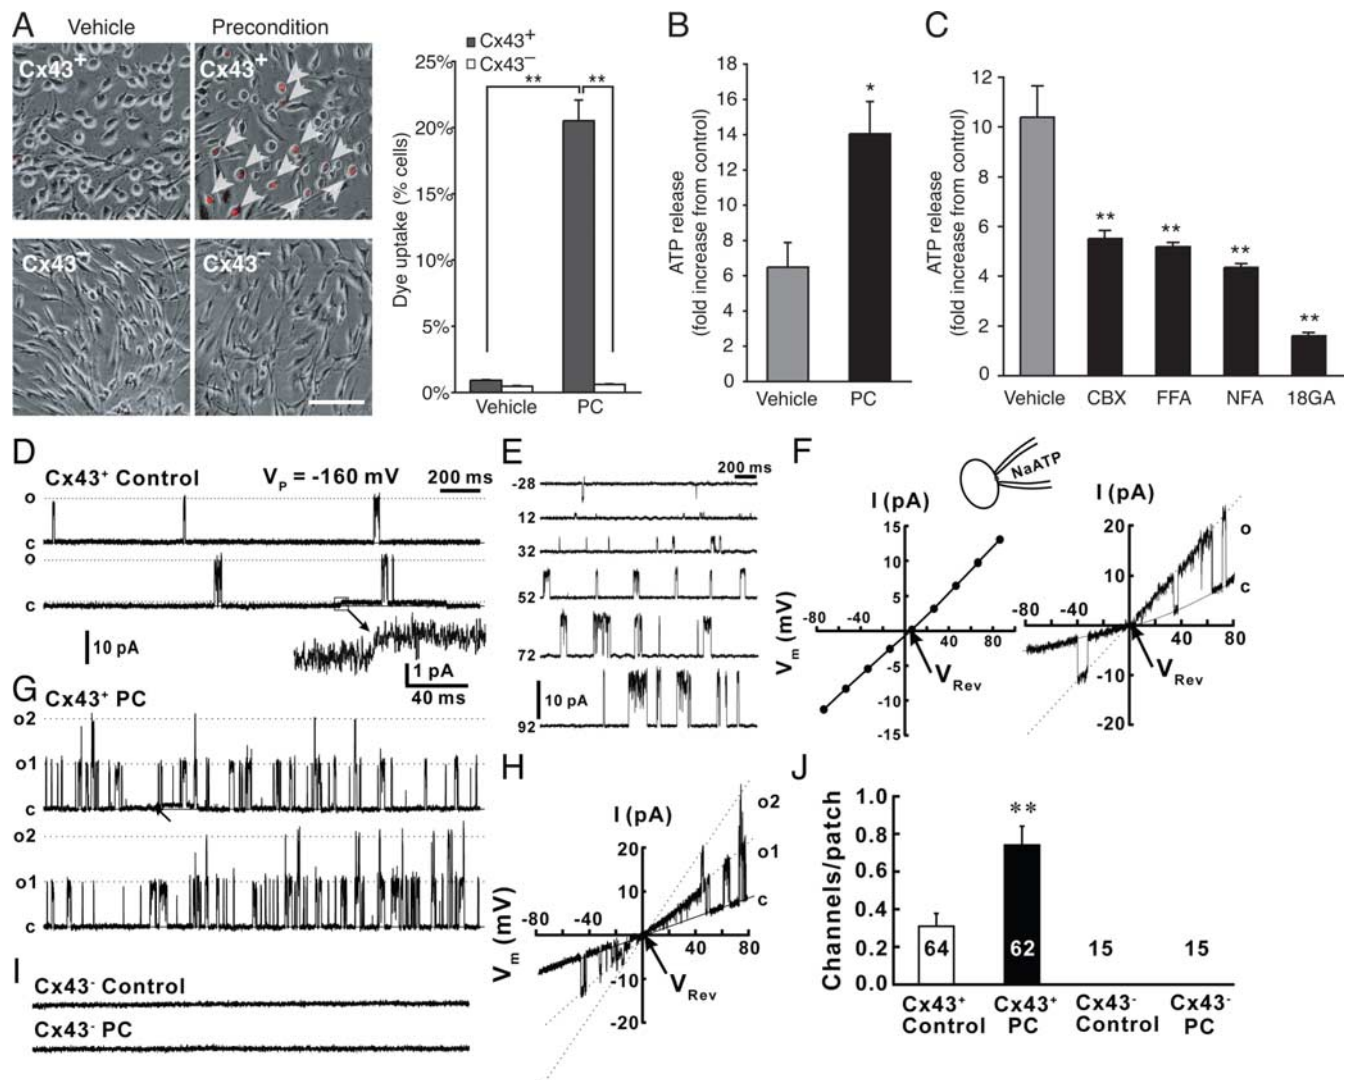 A
Vehicle
Precondition
Cx43+
Cx43+
Cx43
Cx43−
Cx43+
Cx43−
25%
20%
15%
10%
5%
0%
Dye uptake (% cells)
**
**
Vehicle
PC
B
18
16
14
12
10
8
6
4
2
0
ATP release
(fold increase from control)
*
Vehicle
PC
C
12
10
8
6
4
2
0
ATP release
(fold increase from control)
**
**
**
**
Vehicle
CBX
FFA
NFA
18GA
D
Cx43+ Control
VP = -160 mV
200 ms
o
c
o
c
10 pA
1 pA
40 ms
E
200 ms
-28
12
32
52
72
92
10 pA
F
NaATP
I (pA)
15
10
5
-5
-10
-15
-80
-40
40
80
Vm (mV)
VRev
I (pA)
20
10
-10
-20
-80
-40
40
80
o
c
VRev
G
Cx43+ PC
o2
o1
c
o2
o1
c
H
I (pA)
20
10
-10
-20
-80
-40
40
80
Vm (mV)
o2
o1
c
VRev
I
Cx43- Control
Cx43- PC
J
Channels/patch
1.0
0.8
0.6
0.4
0.2
0.0
**
64
62
15
15
Cx43+
Control
Cx43+
PC
Cx43-
Control
Cx43-
PC